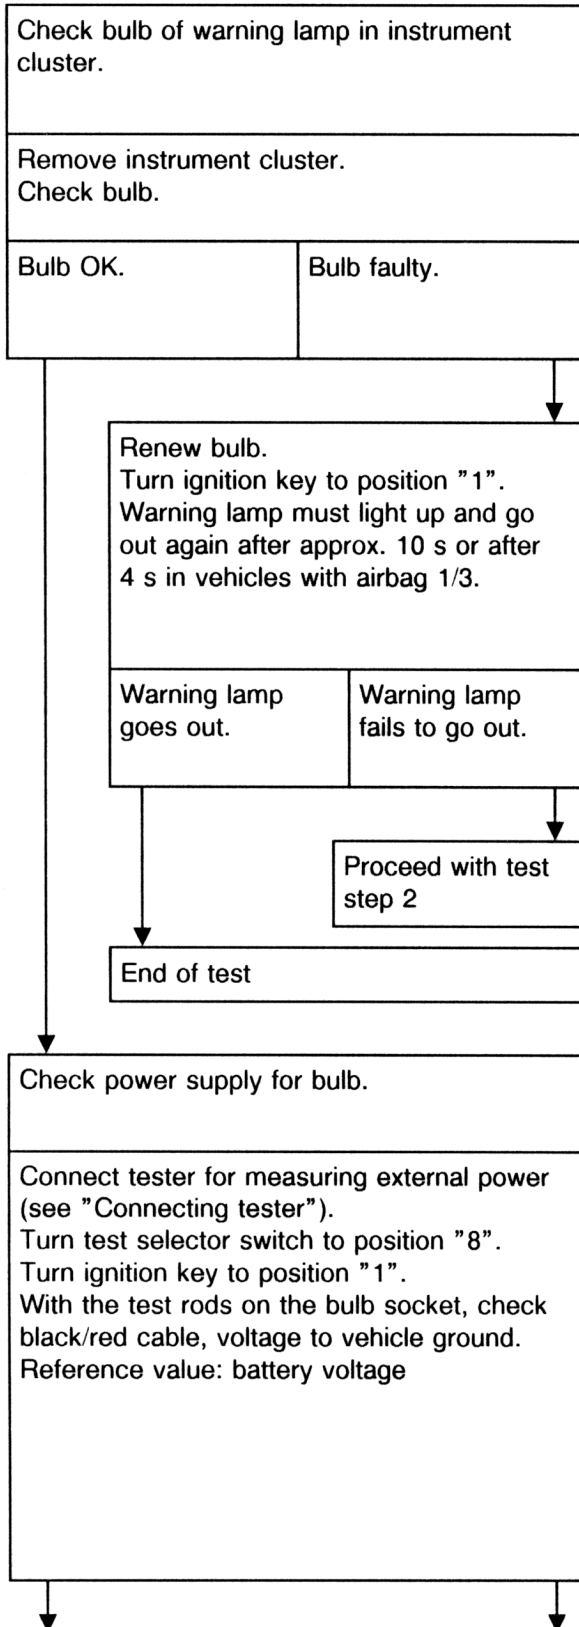 Check bulb of warning lamp in instrument
cluster.
Remove instrument cluster.
Check bulb.
Bulb OK.
Bulb faulty.
Renew bulb.
Turn ignition key to position "1".
Warning lamp must light up and go
out again after approx. 10 s or after
4 s in vehicles with airbag 1/3.
Warning lamp
goes out.
Warning lamp
fails to go out.
Proceed with test
step 2
End of test
Check power supply for bulb.
Connect tester for measuring external power
(see "Connecting tester").
Turn test selector switch to position "8".
Turn ignition key to position "1".
With the test rods on the bulb socket, check
black/red cable, voltage to vehicle ground.
Reference value: battery voltage